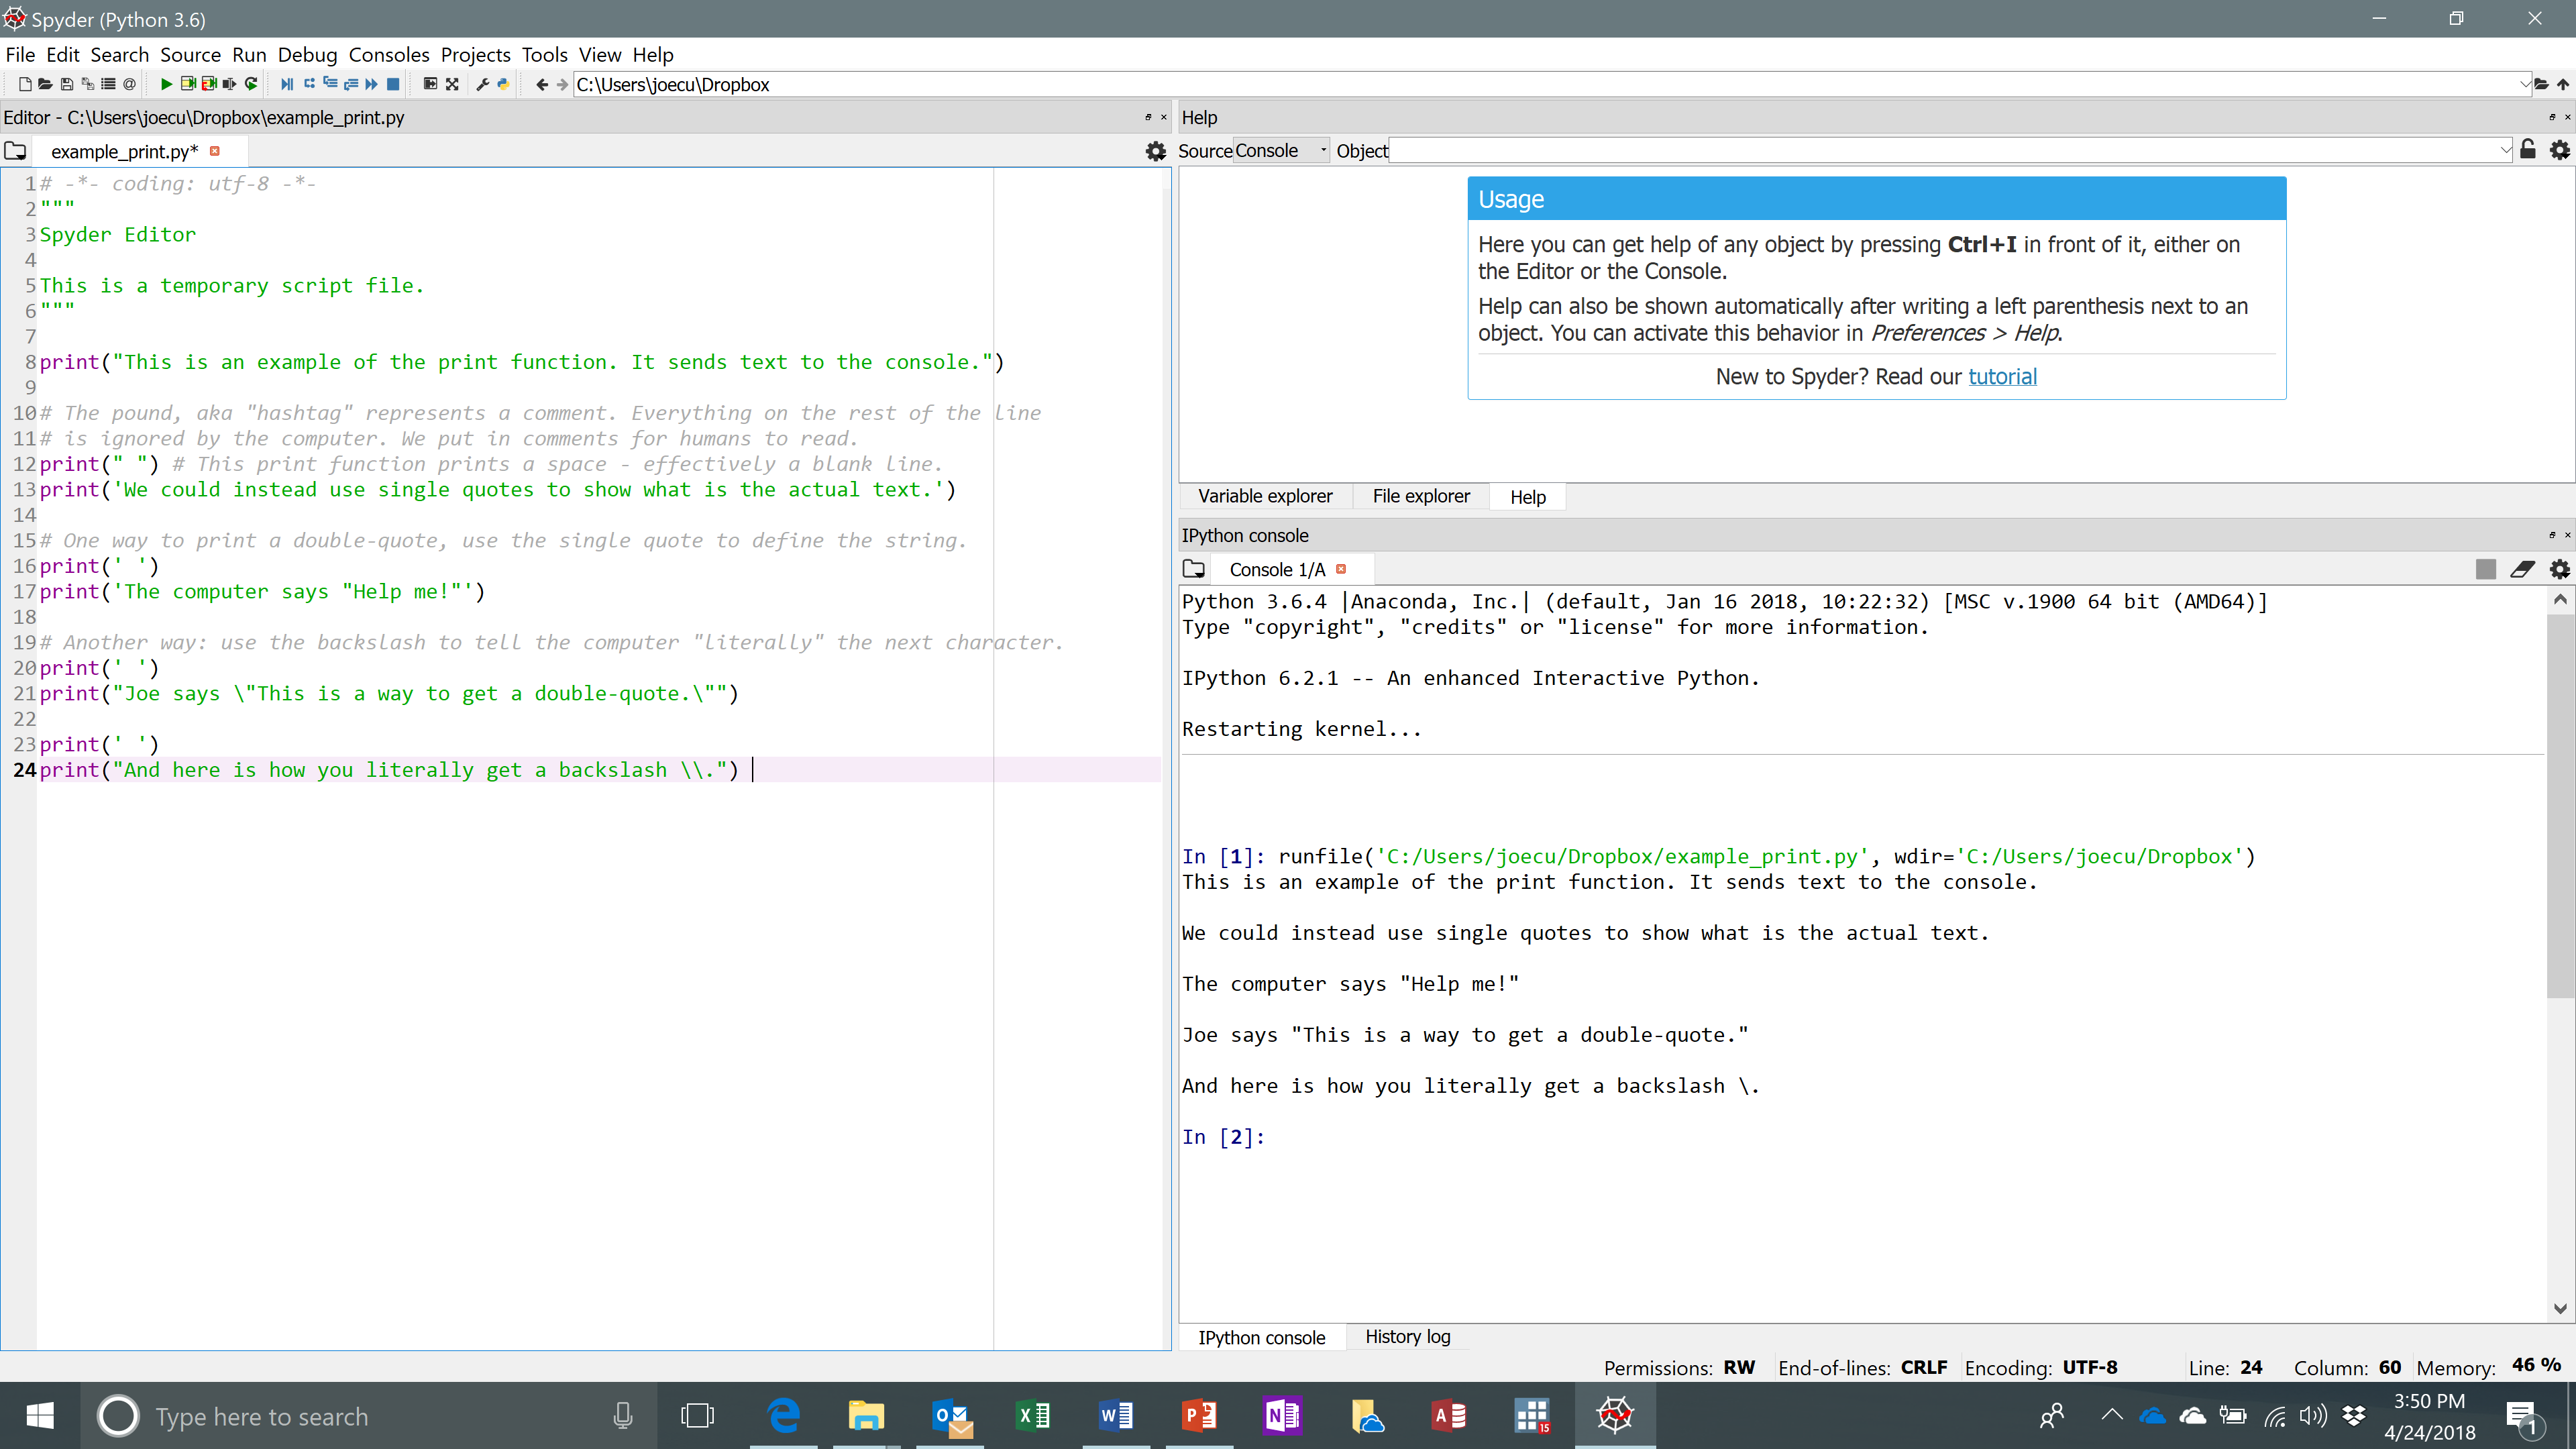 Spyder (Python 3.6)
File Edit Search Source Run Debug Consoles Projects Tools View Help
C:\Users\joecu\Dropbox
Editor - C:\Users\joecu\Dropbox\example_print.py
example_print.py*
1 # -*- coding: utf-8 -*-
2 """
3 Spyder Editor
4
5 This is a temporary script file.
6 """
7
8 print("This is an example of the print function. It sends text to the console.")
9
10 # The pound, aka "hashtag" represents a comment. Everything on the rest of the line
11 # is ignored by the computer. We put in comments for humans to read.
12 print(" ") # This print function prints a space - effectively a blank line.
13 print('We could instead use single quotes to show what is the actual text.')
14
15 # One way to print a double-quote, use the single quote to define the string.
16 print(' ')
17 print('The computer says "Help me!"')
18
19 # Another way: use the backslash to tell the computer "literally" the next character.
20 print(' ')
21 print("Joe says \"This is a way to get a double-quote.\"")
22
23 print(' ')
24 print("And here is how you literally get a backslash \\.")
Help
Source Console Object
Usage
Here you can get help of any object by pressing Ctrl+I in front of it, either on
the Editor or the Console.
Help can also be shown automatically after writing a left parenthesis next to an
object. You can activate this behavior in Preferences > Help.
New to Spyder? Read our tutorial
Variable explorer File explorer Help
IPython console
Console 1/A
Python 3.6.4 |Anaconda, Inc.| (default, Jan 16 2018, 10:22:32) [MSC v.1900 64 bit (AMD64)]
Type "copyright", "credits" or "license" for more information.
IPython 6.2.1 -- An enhanced Interactive Python.
Restarting kernel...
In [1]: runfile('C:/Users/joecu/Dropbox/example_print.py', wdir='C:/Users/joecu/Dropbox')
This is an example of the print function. It sends text to the console.
We could instead use single quotes to show what is the actual text.
The computer says "Help me!"
Joe says "This is a way to get a double-quote."
And here is how you literally get a backslash \.
In [2]:
IPython console History log
Permissions: RW End-of-lines: CRLF Encoding: UTF-8 Line: 24 Column: 60 Memory: 46 %
Type here to search
15
3:50 PM
4/24/2018
1